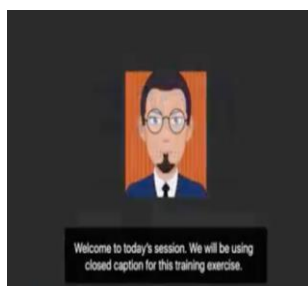 Welcome to today's session. We will be using
closed caption for this training exercise.